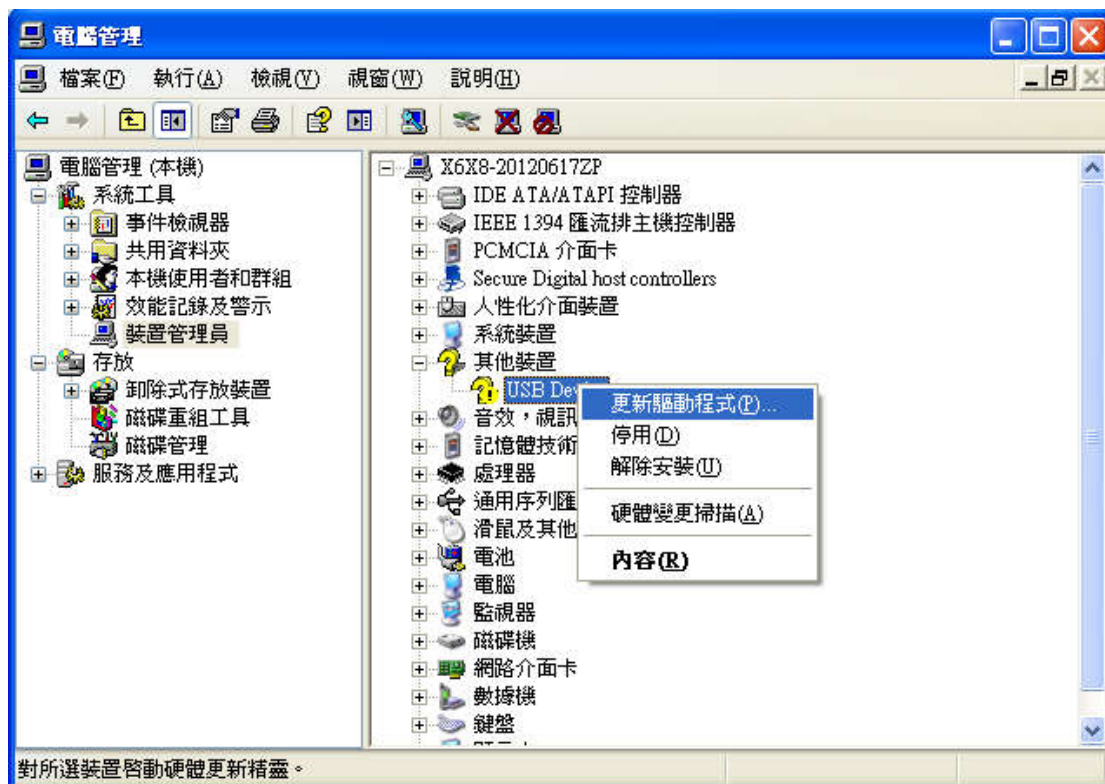 電腦管理
檔案(F) 執行(A) 檢視(V) 視窗(W) 說明(H)
電腦管理 (本機)
系統工具
事件檢視器
共用資料夾
本機使用者和群組
效能記錄及警示
裝置管理員
存放
卸除式存放裝置
磁碟重組工具
磁碟管理
服務及應用程式
X6X8-20120617ZP
IDE ATA/ATAPI 控制器
IEEE 1394 匯流排主機控制器
PCMCIA 介面卡
Secure Digital host controllers
人性化介面裝置
系統裝置
其他裝置
USB Dev
音效，視訊
記憶體技術
處理器
通用序列匯
滑鼠及其他
電池
電腦
監視器
磁碟機
網路介面卡
數據機
鍵盤
更新驅動程式(P)...
停用(D)
解除安裝(U)
硬體變更掃描(A)
內容(R)
對所選裝置啓動硬體更新精靈。